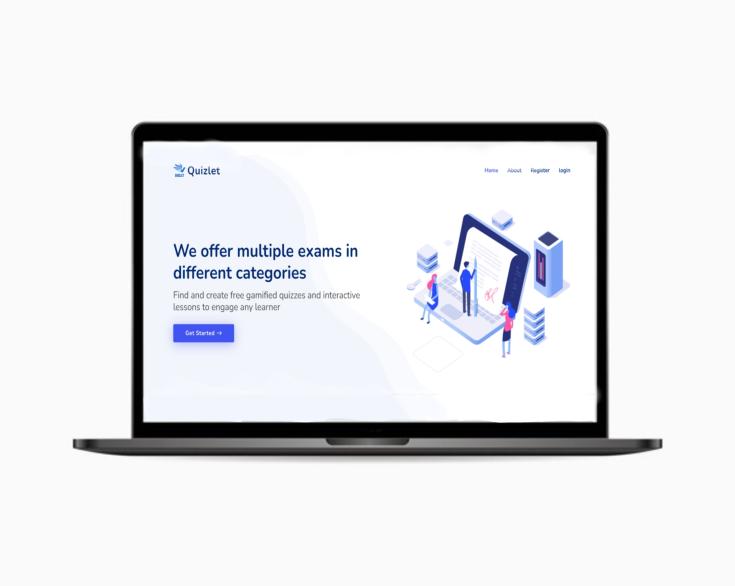 Quizlet
Home About Register login
We offer multiple exams in
different categories
Find and create free gamified quizzes and interactive
lessons to engage any learner
Get Started →